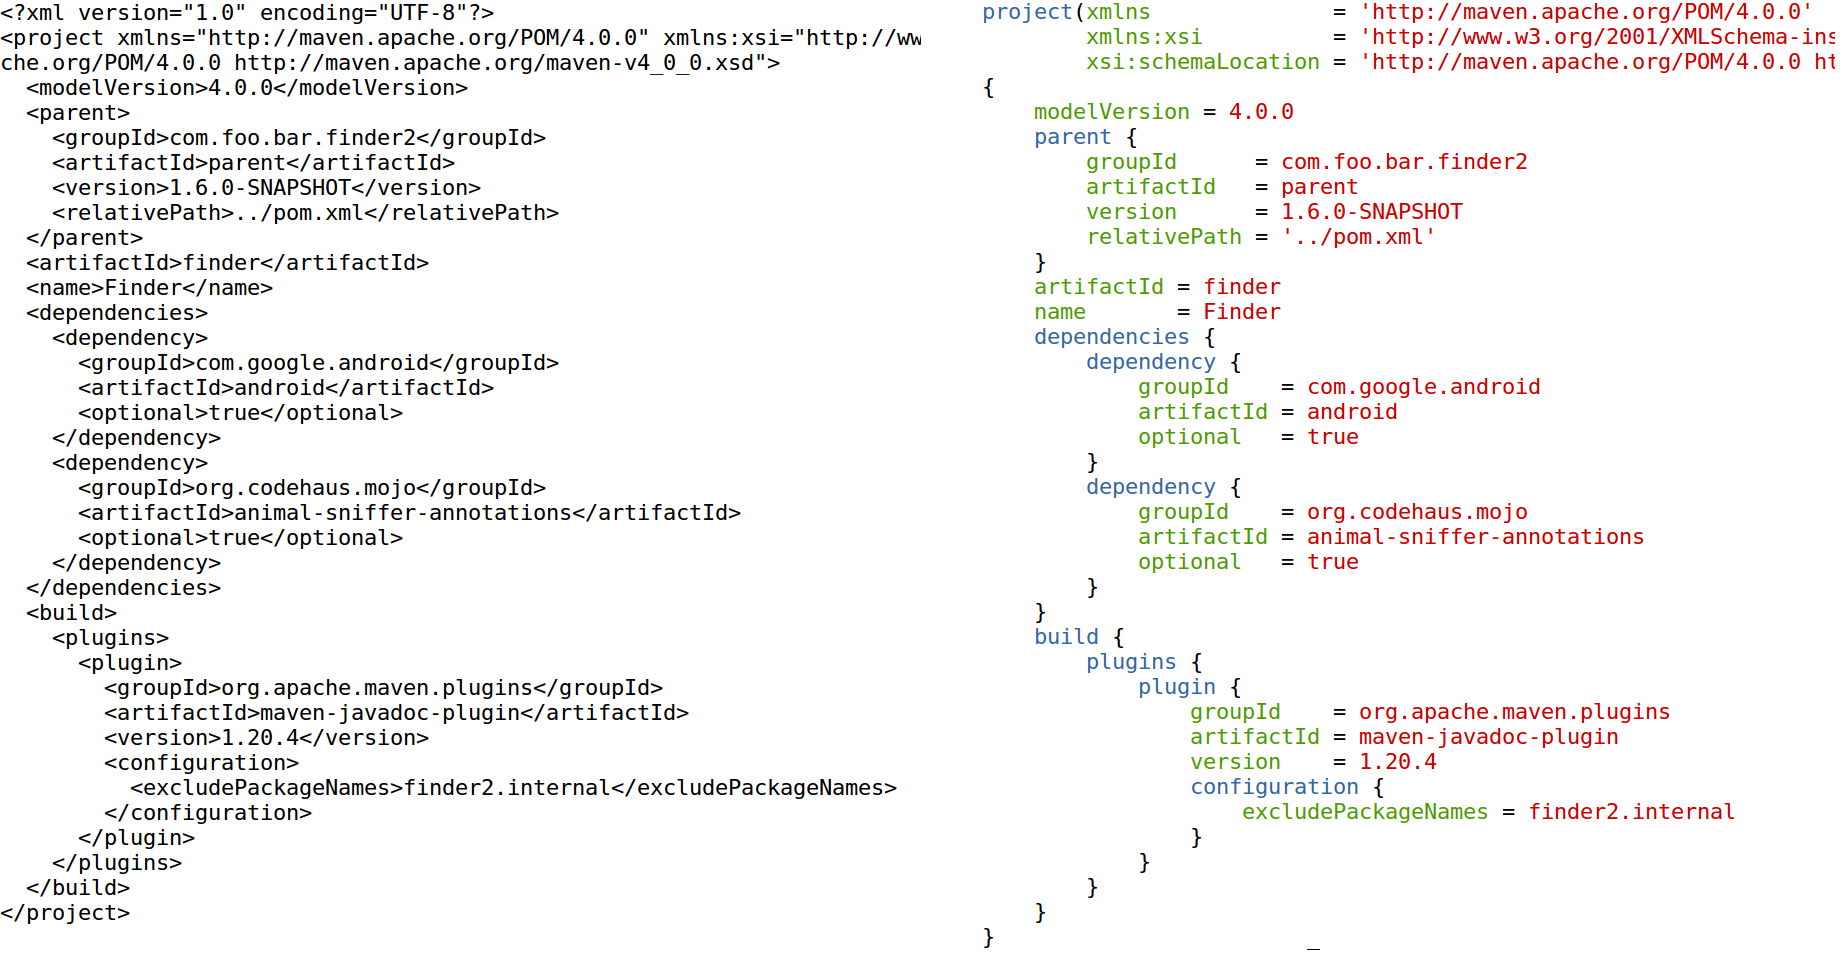 <?xml version="1.0" encoding="UTF-8"?>
<project xmlns="http://maven.apache.org/POM/4.0.0" xmlns:xsi="http://ww
che.org/POM/4.0.0 http://maven.apache.org/maven-v4_0_0.xsd">
  <modelVersion>4.0.0</modelVersion>
  <parent>
    <groupId>com.foo.bar.finder2</groupId>
    <artifactId>parent</artifactId>
    <version>1.6.0-SNAPSHOT</version>
    <relativePath>../pom.xml</relativePath>
  </parent>
  <artifactId>finder</artifactId>
  <name>Finder</name>
  <dependencies>
    <dependency>
      <groupId>com.google.android</groupId>
      <artifactId>android</artifactId>
      <optional>true</optional>
    </dependency>
    <dependency>
      <groupId>org.codehaus.mojo</groupId>
      <artifactId>animal-sniffer-annotations</artifactId>
      <optional>true</optional>
    </dependency>
  </dependencies>
  <build>
    <plugins>
      <plugin>
        <groupId>org.apache.maven.plugins</groupId>
        <artifactId>maven-javadoc-plugin</artifactId>
        <version>1.20.4</version>
        <configuration>
          <excludePackageNames>finder2.internal</excludePackageNames>
        </configuration>
      </plugin>
    </plugins>
  </build>
</project>
project(xmlns              = 'http://maven.apache.org/POM/4.0.0'
        xmlns:xsi          = 'http://www.w3.org/2001/XMLSchema-ins
        xsi:schemaLocation = 'http://maven.apache.org/POM/4.0.0 ht
{
    modelVersion = 4.0.0
    parent {
        groupId      = com.foo.bar.finder2
        artifactId   = parent
        version      = 1.6.0-SNAPSHOT
        relativePath = '../pom.xml'
    }
    artifactId = finder
    name       = Finder
    dependencies {
        dependency {
            groupId    = com.google.android
            artifactId = android
            optional   = true
        }
        dependency {
            groupId    = org.codehaus.mojo
            artifactId = animal-sniffer-annotations
            optional   = true
        }
    }
    build {
        plugins {
            plugin {
                groupId    = org.apache.maven.plugins
                artifactId = maven-javadoc-plugin
                version    = 1.20.4
                configuration {
                    excludePackageNames = finder2.internal
                }
            }
        }
    }
}                        _